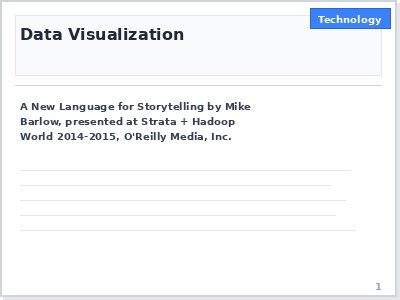 Technology
Data Visualization
A New Language for Storytelling by Mike
Barlow, presented at Strata + Hadoop
World 2014-2015, O'Reilly Media, Inc.
1